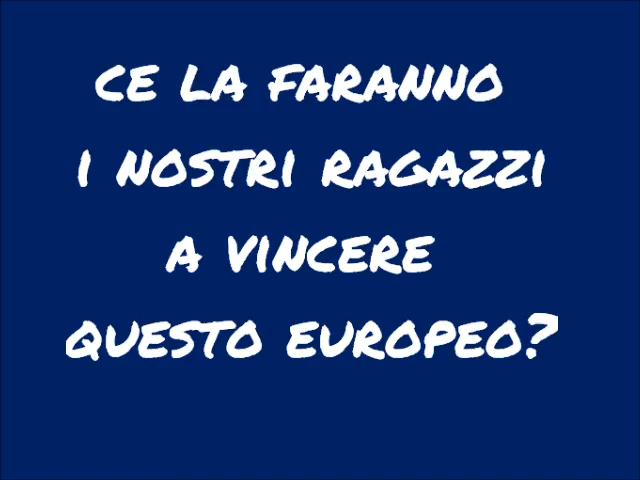 CE LA FARANNO
I NOSTRI RAGAZZI
A VINCERE
QUESTO EUROPEO?